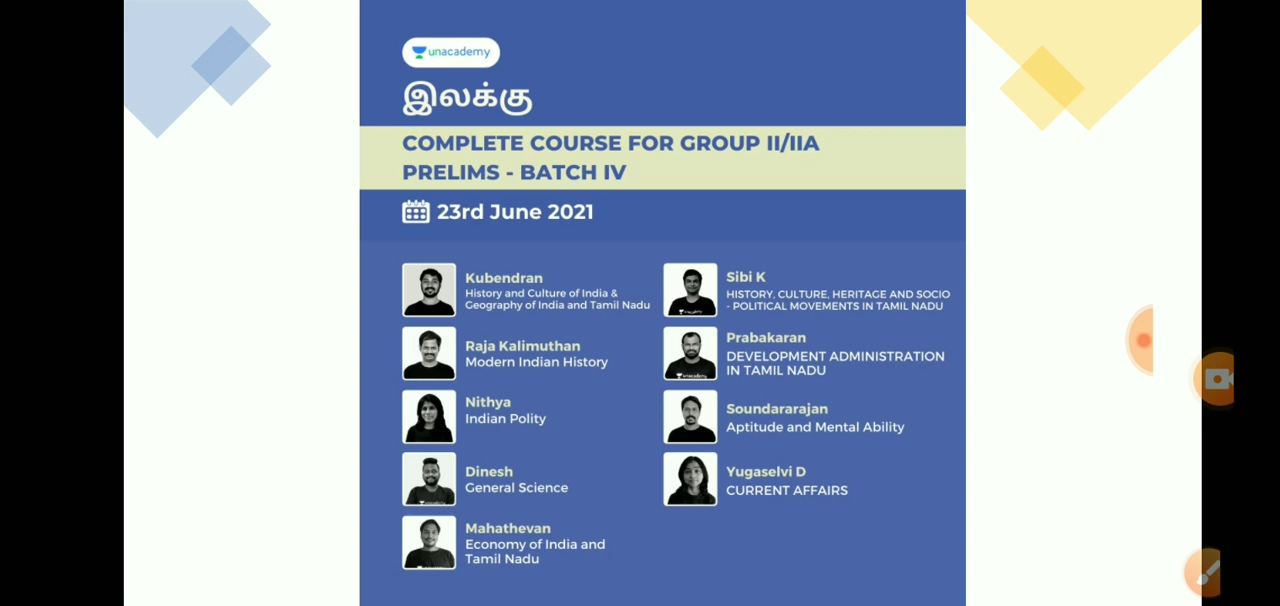 unacademy
இலக்கு
COMPLETE COURSE FOR GROUP II/IIA
PRELIMS - BATCH IV
23rd June 2021
Kubendran
History and Culture of India &
Geography of India and Tamil Nadu
Raja Kalimuthan
Modern Indian History
Nithya
Indian Polity
Dinesh
General Science
Mahathevan
Economy of India and
Tamil Nadu
Sibi K
HISTORY. CULTURE, HERITAGE AND SOCIO
- POLITICAL MOVEMENTS IN TAMIL NADU
Prabakaran
DEVELOPMENT ADMINISTRATION
IN TAMIL NADU
Soundararajan
Aptitude and Mental Ability
Yugaselvi D
CURRENT AFFAIRS